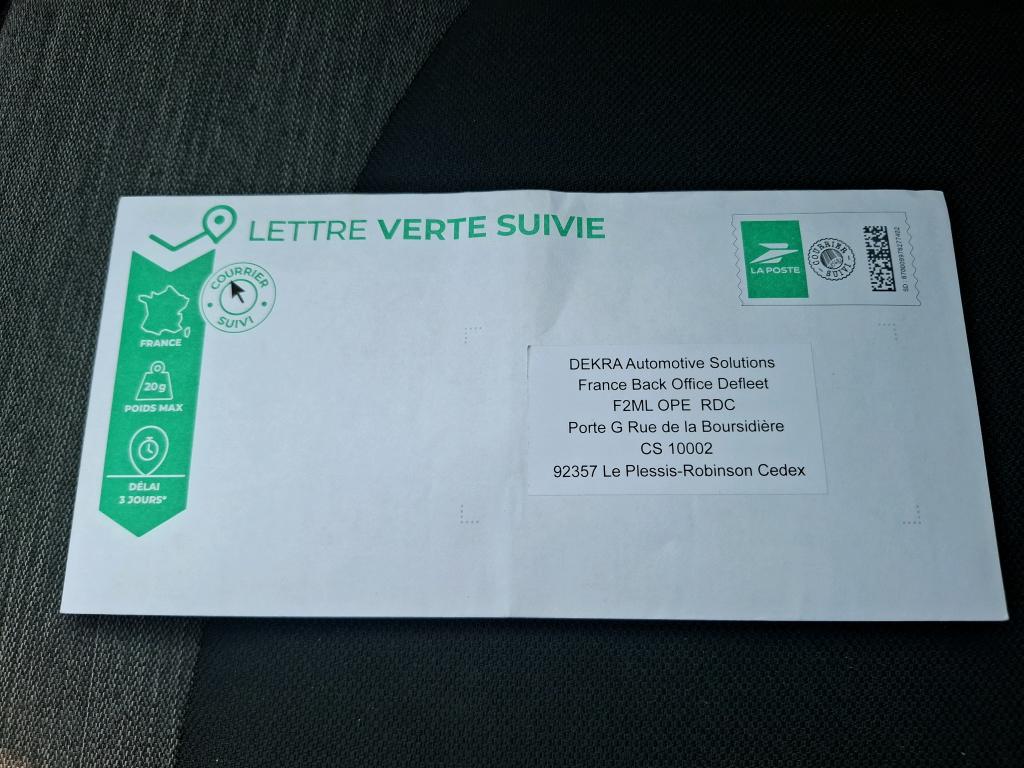 LETTRE VERTE SUIVIE
COURRIER
SUIVI
FRANCE
20g
POIDS MAX
DÉLAI
3 JOURS*
LA POSTE
COURRIER
SUIVI
DEKRA Automotive Solutions
France Back Office Defleet
F2ML OPE RDC
Porte G Rue de la Boursidière
CS 10002
92357 Le Plessis-Robinson Cedex